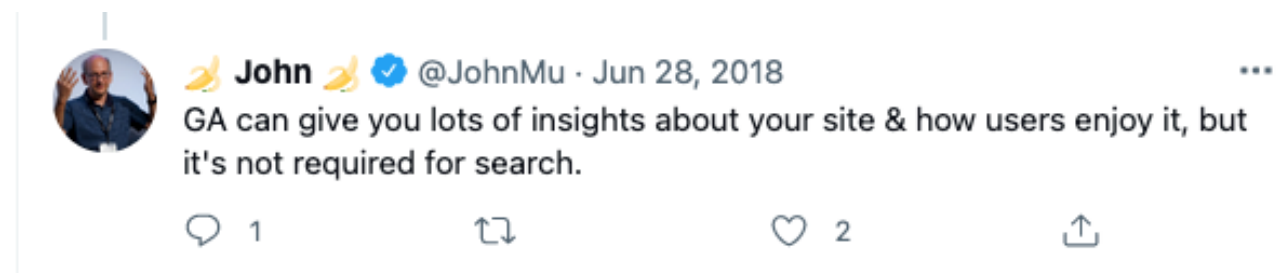 🍌 John 🍌 @JohnMu · Jun 28, 2018
GA can give you lots of insights about your site & how users enjoy it, but
it's not required for search.
1 2